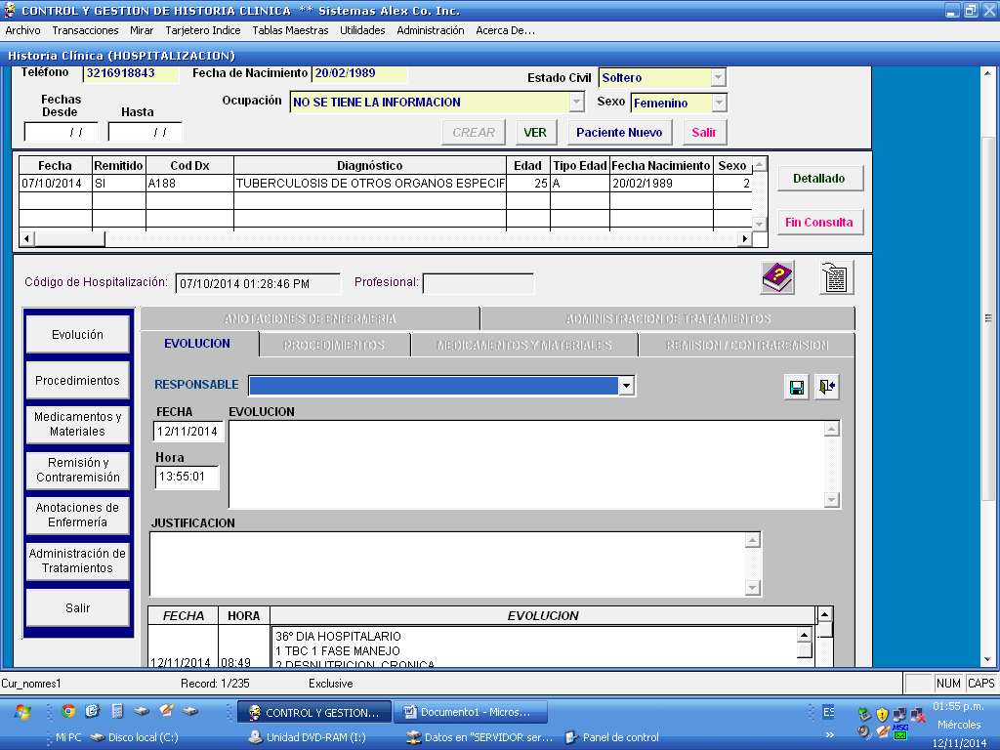 CONTROL Y GESTION DE HISTORIA CLINICA ** Sistemas Alex Co. Inc.
Archivo Transacciones Mirar Tarjetero Indice Tablas Maestras Utilidades Administración Acerca De...
Historia Clínica (HOSPITALIZACION)
Teléfono 3216918843 Fecha de Nacimiento 20/02/1989 Estado Civil Soltero
Fechas
Desde Hasta Ocupación NO SE TIENE LA INFORMACION Sexo Femenino
/ / / /
CREAR VER Paciente Nuevo Salir
Fecha Remitido Cod Dx Diagnóstico Edad Tipo Edad Fecha Nacimiento Sexo
07/10/2014 SI A188 TUBERCULOSIS DE OTROS ORGANOS ESPECIF 25 A 20/02/1989 2
Detallado
Fin Consulta
Código de Hospitalización: 07/10/2014 01:28:46 PM Profesional:
ANOTACIONES DE ENFERMERIA ADMINISTRACION DE TRATAMIENTOS
EVOLUCION PROCEDIMIENTOS MEDICAMENTOS Y MATERIALES REMISION / CONTRAREMISION
Evolución
Procedimientos
Medicamentos y
Materiales
Remisión y
Contraremisión
Anotaciones de
Enfermería
Administración de
Tratamientos
Salir
RESPONSABLE
FECHA EVOLUCION
12/11/2014
Hora
13:55:01
JUSTIFICACION
FECHA HORA EVOLUCION
36º DIA HOSPITALARIO
1 TBC 1 FASE MANEJO
12/11/2014 08:49 2 DESNUTRICION CRONICA
Cur_nomres1 Record: 1/235 Exclusive NUM CAPS
CONTROL Y GESTION... Documento1 - Micros... ES 01:55 p.m.
Miércoles
Mi PC Disco local (C:) Unidad DVD-RAM (I:) Datos en "SERVIDOR ser... Panel de control » MSG
12/11/2014